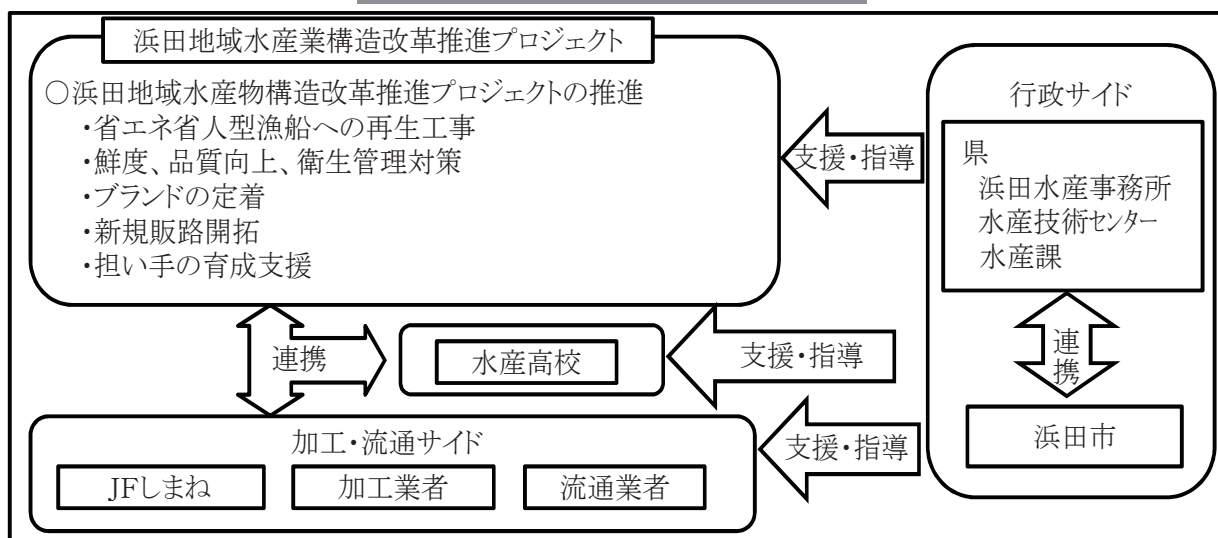 浜田地域水産業構造改革推進プロジェクト
○浜田地域水産物構造改革推進プロジェクトの推進
・省エネ省人型漁船への再生工事
・鮮度、品質向上、衛生管理対策
・ブランドの定着
・新規販路開拓
・担い手の育成支援
支援・指導
行政サイド
県
浜田水産事務所
水産技術センター
水産課
連携
浜田市
連携
水産高校
支援・指導
加工・流通サイド
JFしまね
加工業者
流通業者
支援・指導